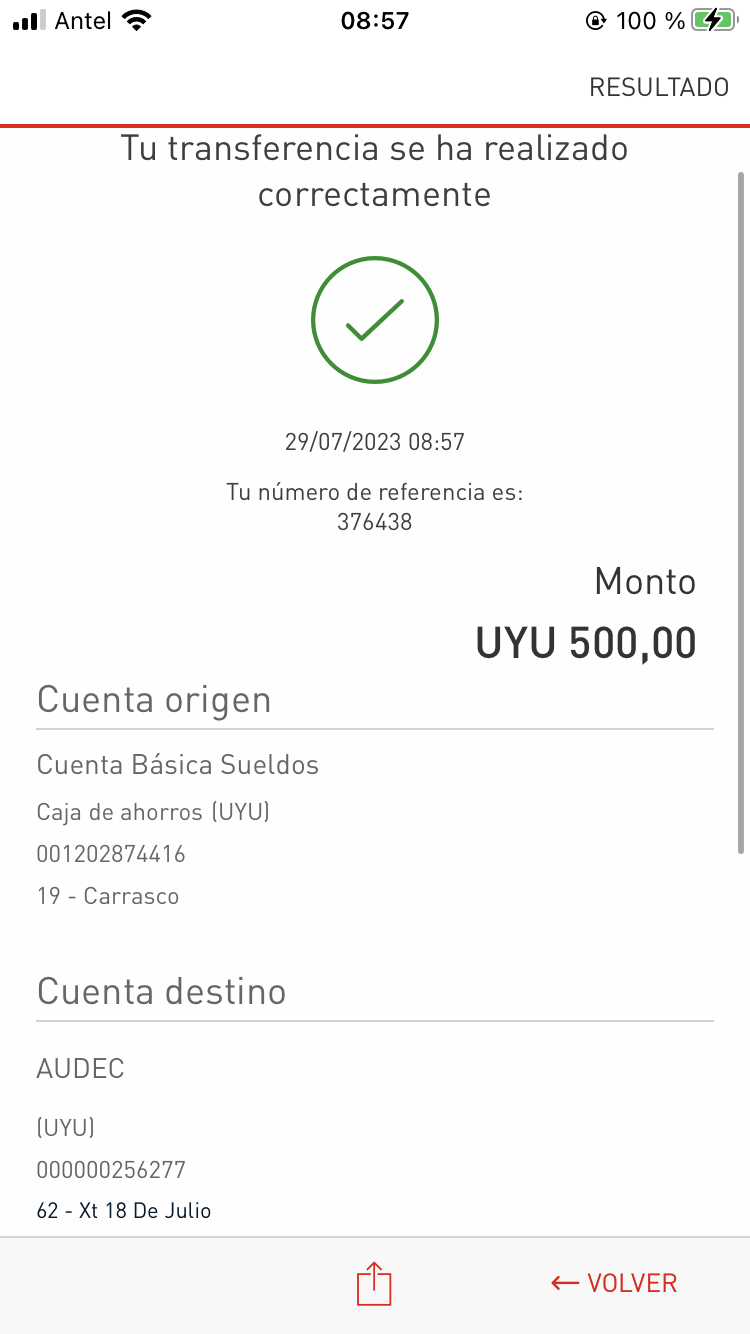 Antel 08:57 100 %
RESULTADO
Tu transferencia se ha realizado
correctamente
29/07/2023 08:57
Tu número de referencia es:
376438
Monto
UYU 500,00
Cuenta origen
Cuenta Básica Sueldos
Caja de ahorros (UYU)
001202874416
19 - Carrasco
Cuenta destino
AUDEC
(UYU)
000000256277
62 - Xt 18 De Julio
VOLVER